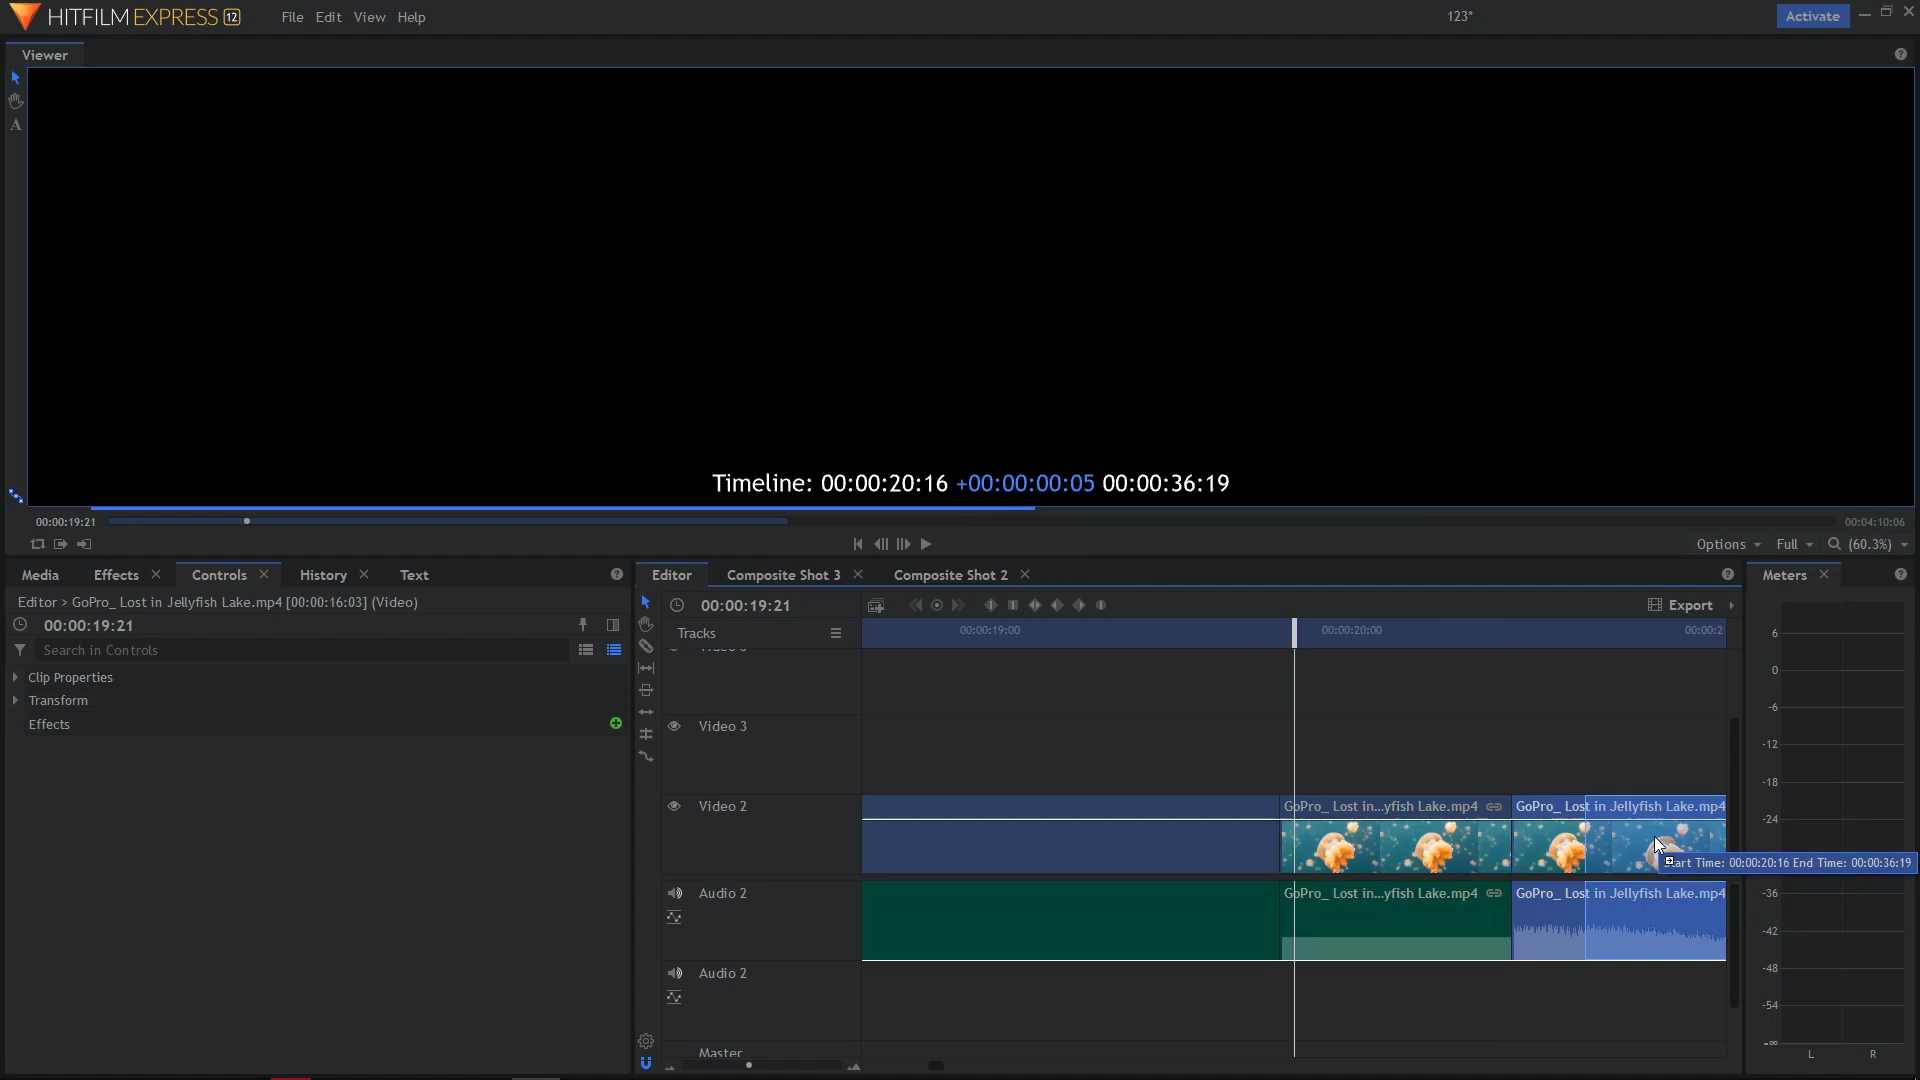 HITFILM EXPRESS 12 File Edit View Help 123* Activate
Viewer
A
Timeline: 00:00:20:16 +00:00:00:05 00:00:36:19
00:00:19:21 00:04:10:06
Options Full (60.3%)
Media Effects Controls History Text
Editor > GoPro_ Lost in Jellyfish Lake.mp4 [00:00:16:03] (Video)
00:00:19:21
Search in Controls
Clip Properties
Transform
Effects
Editor Composite Shot 3 Composite Shot 2
00:00:19:21 Export
Tracks 00:00:19:00 00:00:20:00 00:00:2
Video 3
Video 2 GoPro_ Lost in...yfish Lake.mp4 GoPro_ Lost in Jellyfish Lake.mp4
art Time: 00:00:20:16 End Time: 00:00:36:19
Audio 2 GoPro_ Lost in...yfish Lake.mp4 GoPro_ Lost in Jellyfish Lake.mp4
Audio 2
Master
Meters
6
0
-6
-12
-18
-24
-36
-42
-48
-54
-∞
L R